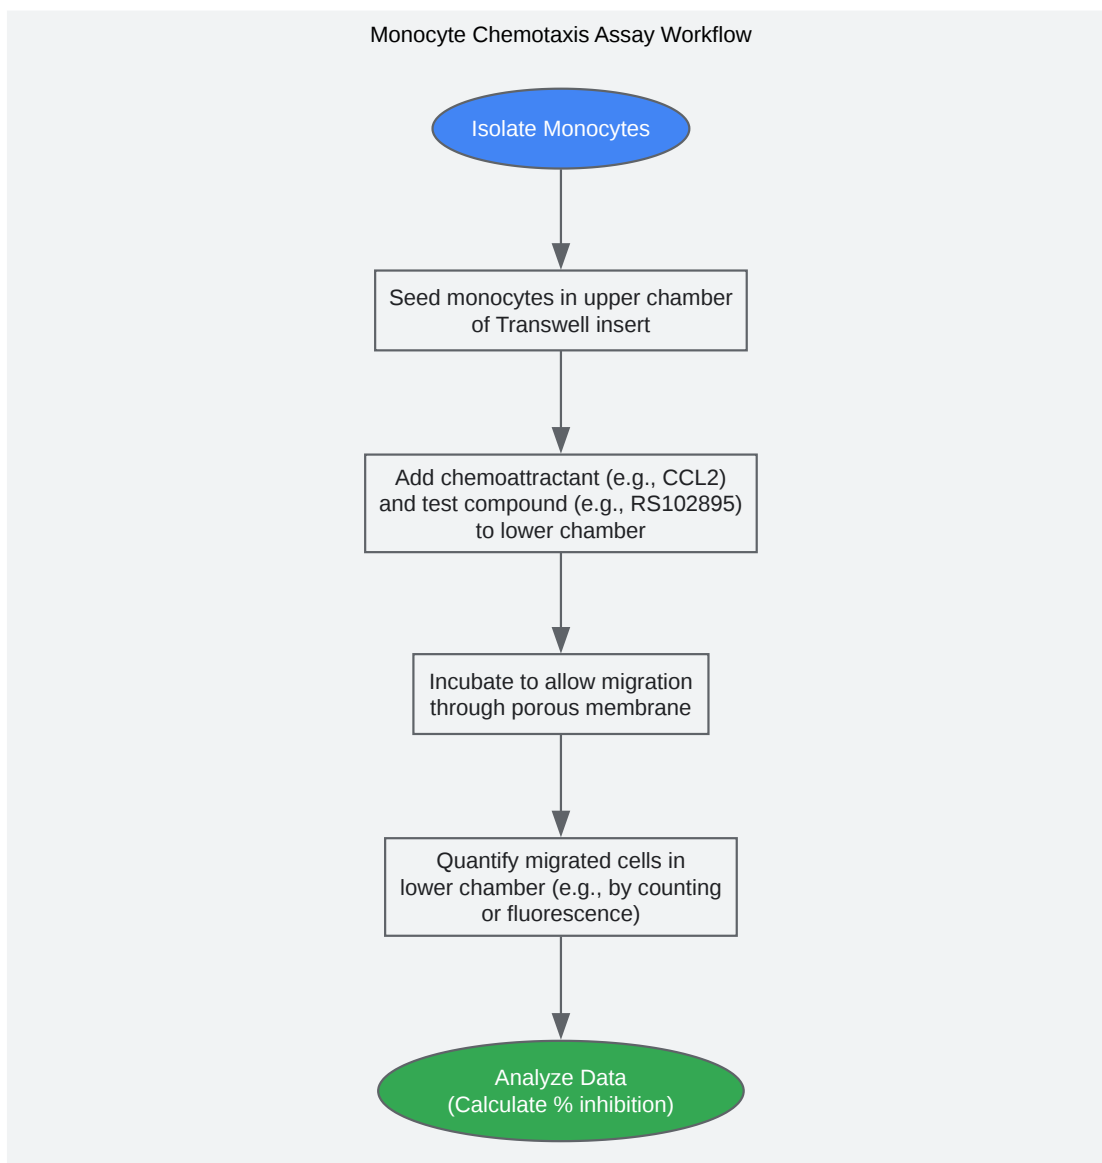 Monocyte Chemotaxis Assay Workflow
Isolate Monocytes
Seed monocytes in upper chamber
of Transwell insert
Add chemoattractant (e.g., CCL2)
and test compound (e.g., RS102895)
to lower chamber
Incubate to allow migration
through porous membrane
Quantify migrated cells in
lower chamber (e.g., by counting
or fluorescence)
Analyze Data
(Calculate % inhibition)